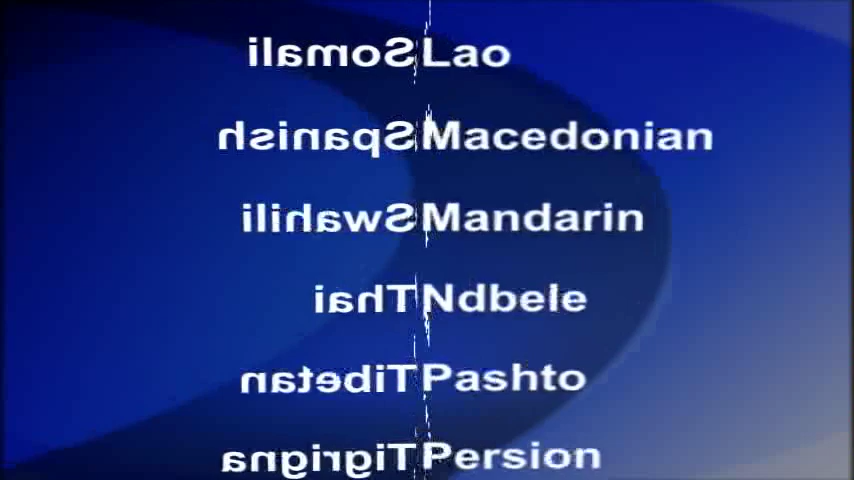 Somali Lao
Spanish Macedonian
Swahili Mandarin
Thai Ndbele
Tibetan Pashto
Tigrigna Persion